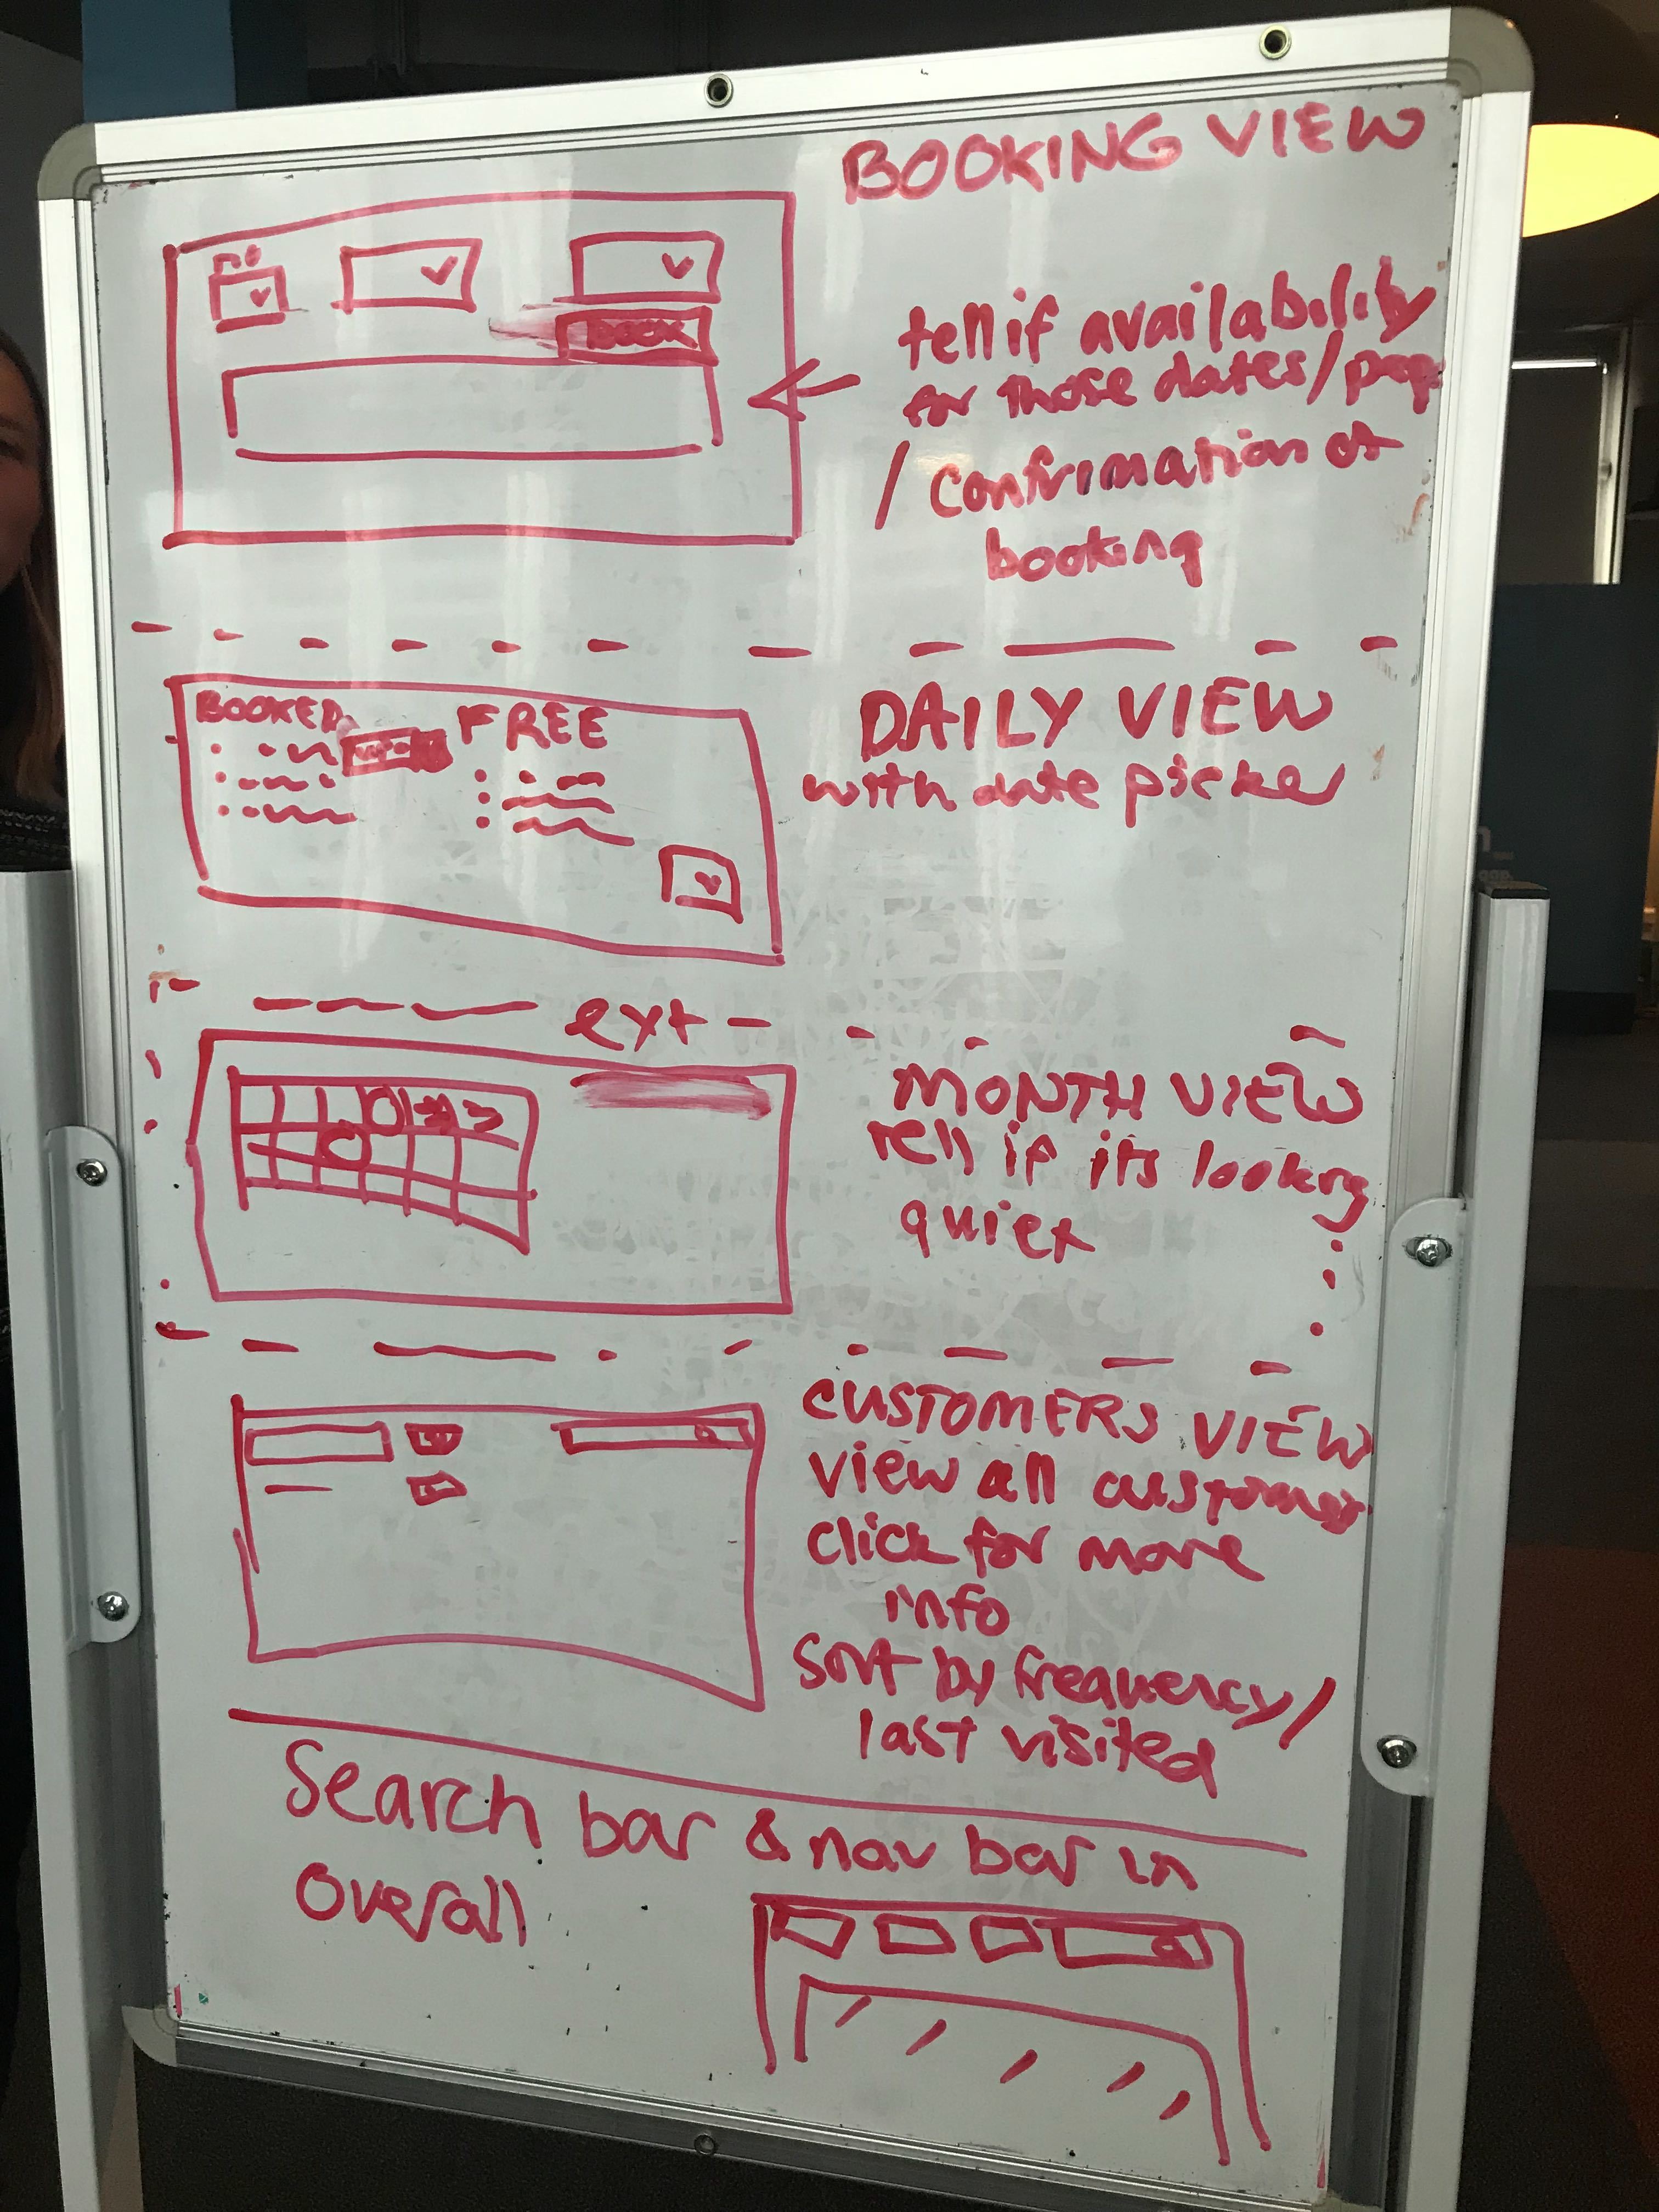 BOOKING VIEW
BOOK
tell if availability
for those dates/prop
/ confirmation of
booking
BOOKED
FREE
DAILY VIEW
with date picker
ext
MONTH VIEW
tell if its looking
quiet
CUSTOMERS VIEW
view all customers
click for more
info
Sort by frequency/
last visited
Search bar & nav bar in
Overall